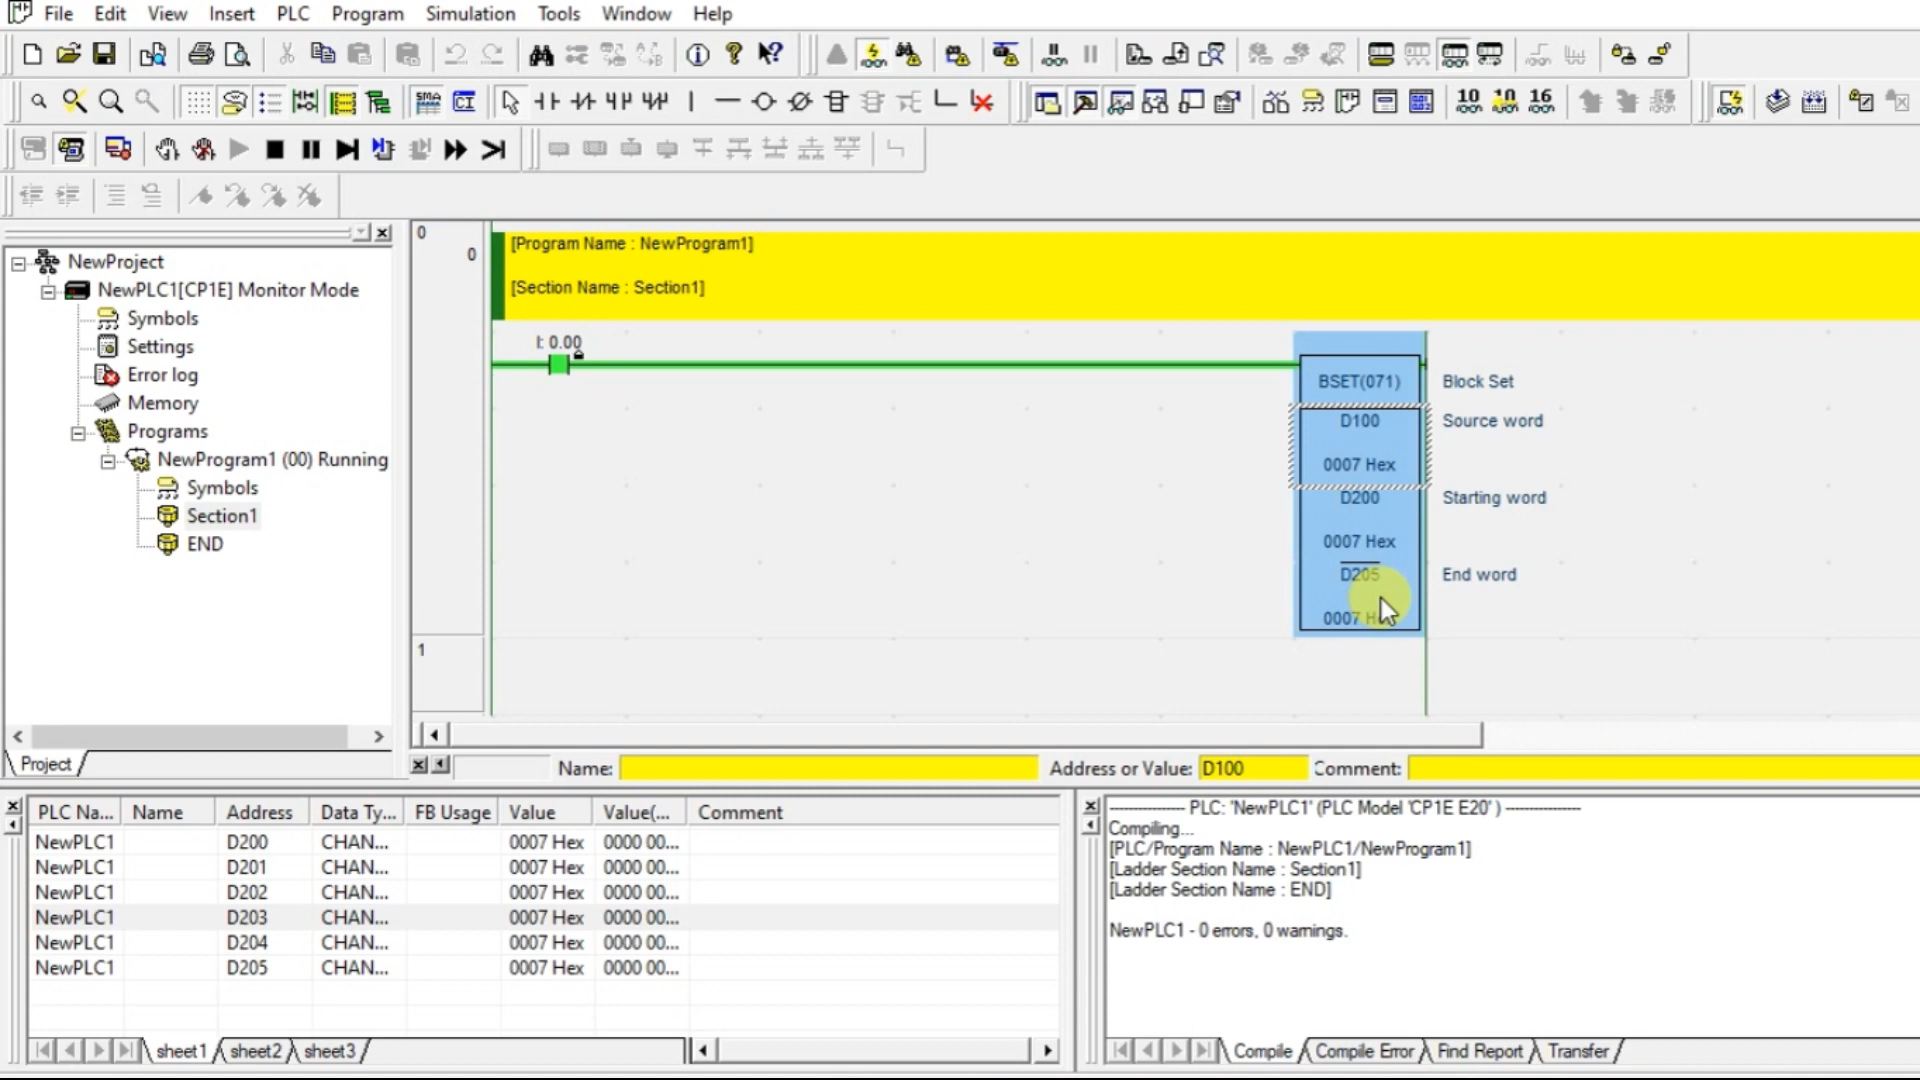 File Edit View Insert PLC Program Simulation Tools Window Help
SMA CI 10 10 16
NewProject
NewPLC1[CP1E] Monitor Mode
Symbols
Settings
Error log
Memory
Programs
NewProgram1 (00) Running
Symbols
Section1
END
Project
0
0
[Program Name : NewProgram1]
[Section Name : Section1]
I: 0.00
BSET(071) Block Set
D100 Source word
0007 Hex
D200 Starting word
0007 Hex
D205 End word
0007
1
Name: Address or Value: D100 Comment:
PLC Na... Name Address Data Ty... FB Usage Value Value(... Comment
NewPLC1 D200 CHAN... 0007 Hex 0000 00...
NewPLC1 D201 CHAN... 0007 Hex 0000 00...
NewPLC1 D202 CHAN... 0007 Hex 0000 00...
NewPLC1 D203 CHAN... 0007 Hex 0000 00...
NewPLC1 D204 CHAN... 0007 Hex 0000 00...
NewPLC1 D205 CHAN... 0007 Hex 0000 00...
sheet1 sheet2 sheet3
PLC: 'NewPLC1' (PLC Model 'CP1E E20' )
Compiling...
[PLC/Program Name : NewPLC1/NewProgram1]
[Ladder Section Name : Section1]
[Ladder Section Name : END]
NewPLC1 - 0 errors, 0 warnings.
Compile Compile Error Find Report Transfer